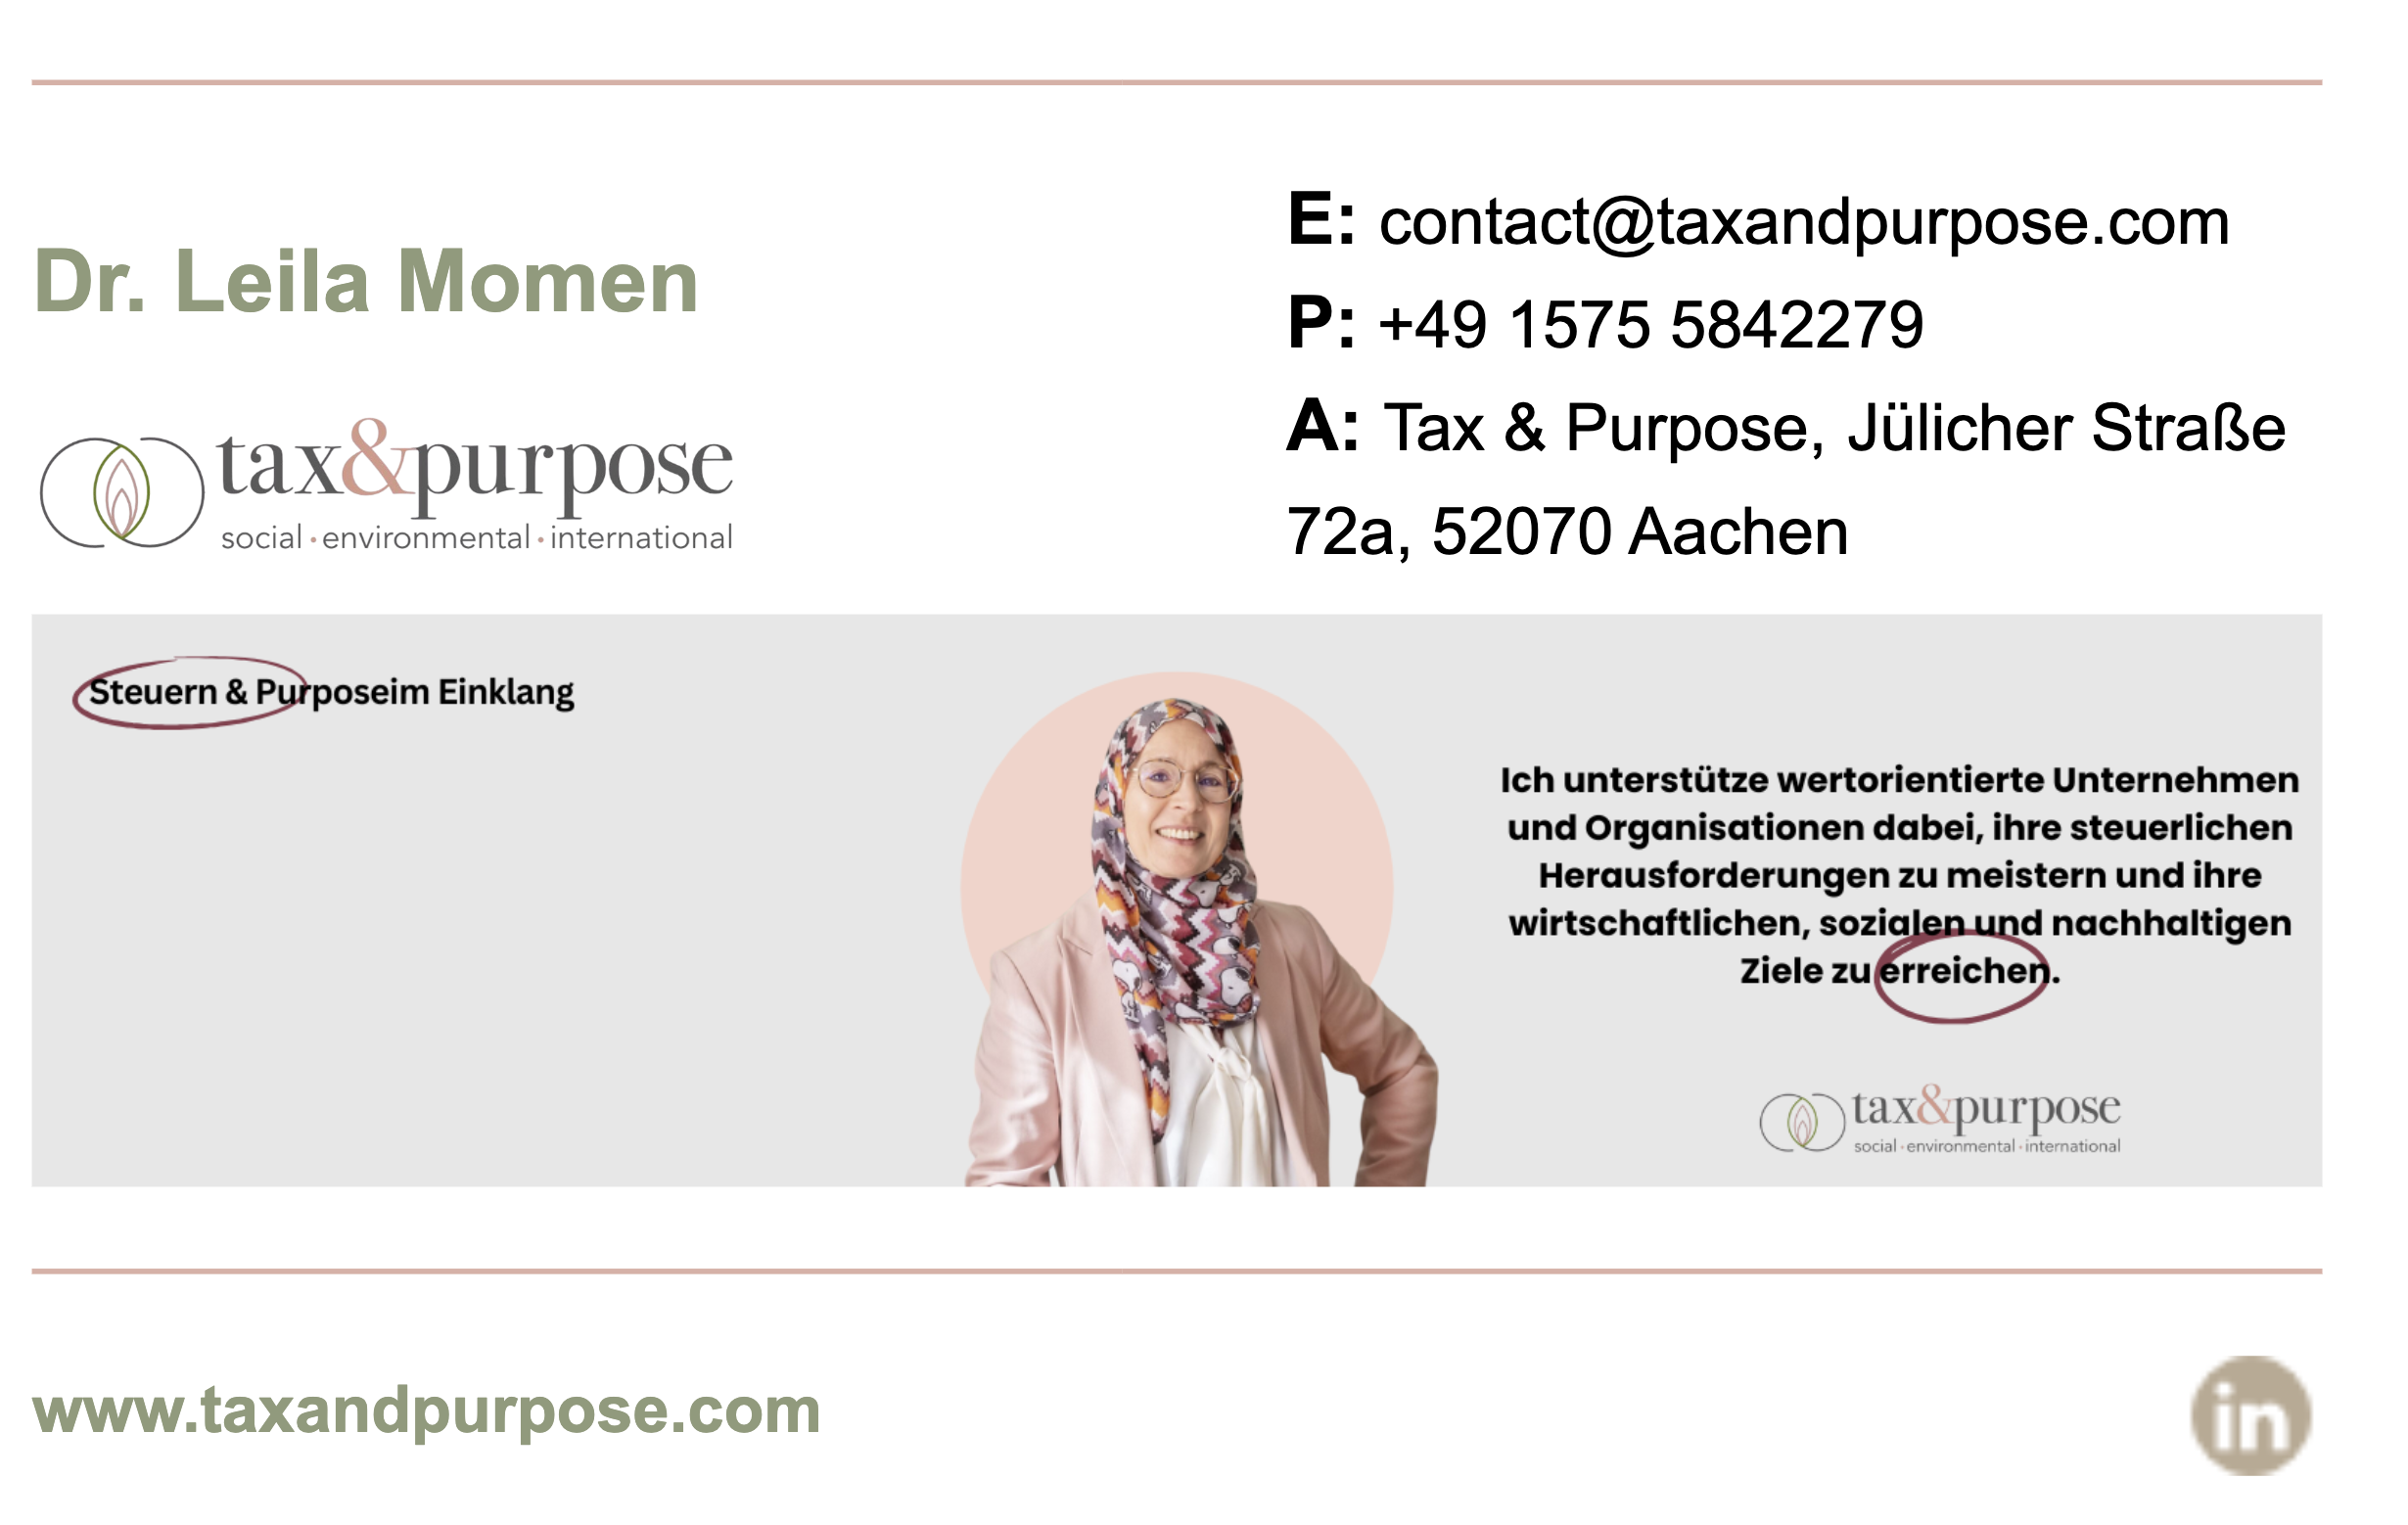 Dr. Leila Momen
tax&purpose
social · environmental · international
E: contact@taxandpurpose.com
P: +49 1575 5842279
A: Tax & Purpose, Jülicher Straße
72a, 52070 Aachen
Steuern & Purposeim Einklang
Ich unterstütze wertorientierte Unternehmen
und Organisationen dabei, ihre steuerlichen
Herausforderungen zu meistern und ihre
wirtschaftlichen, sozialen und nachhaltigen
Ziele zu erreichen.
tax&purpose
social · environmental · international
www.taxandpurpose.com
in